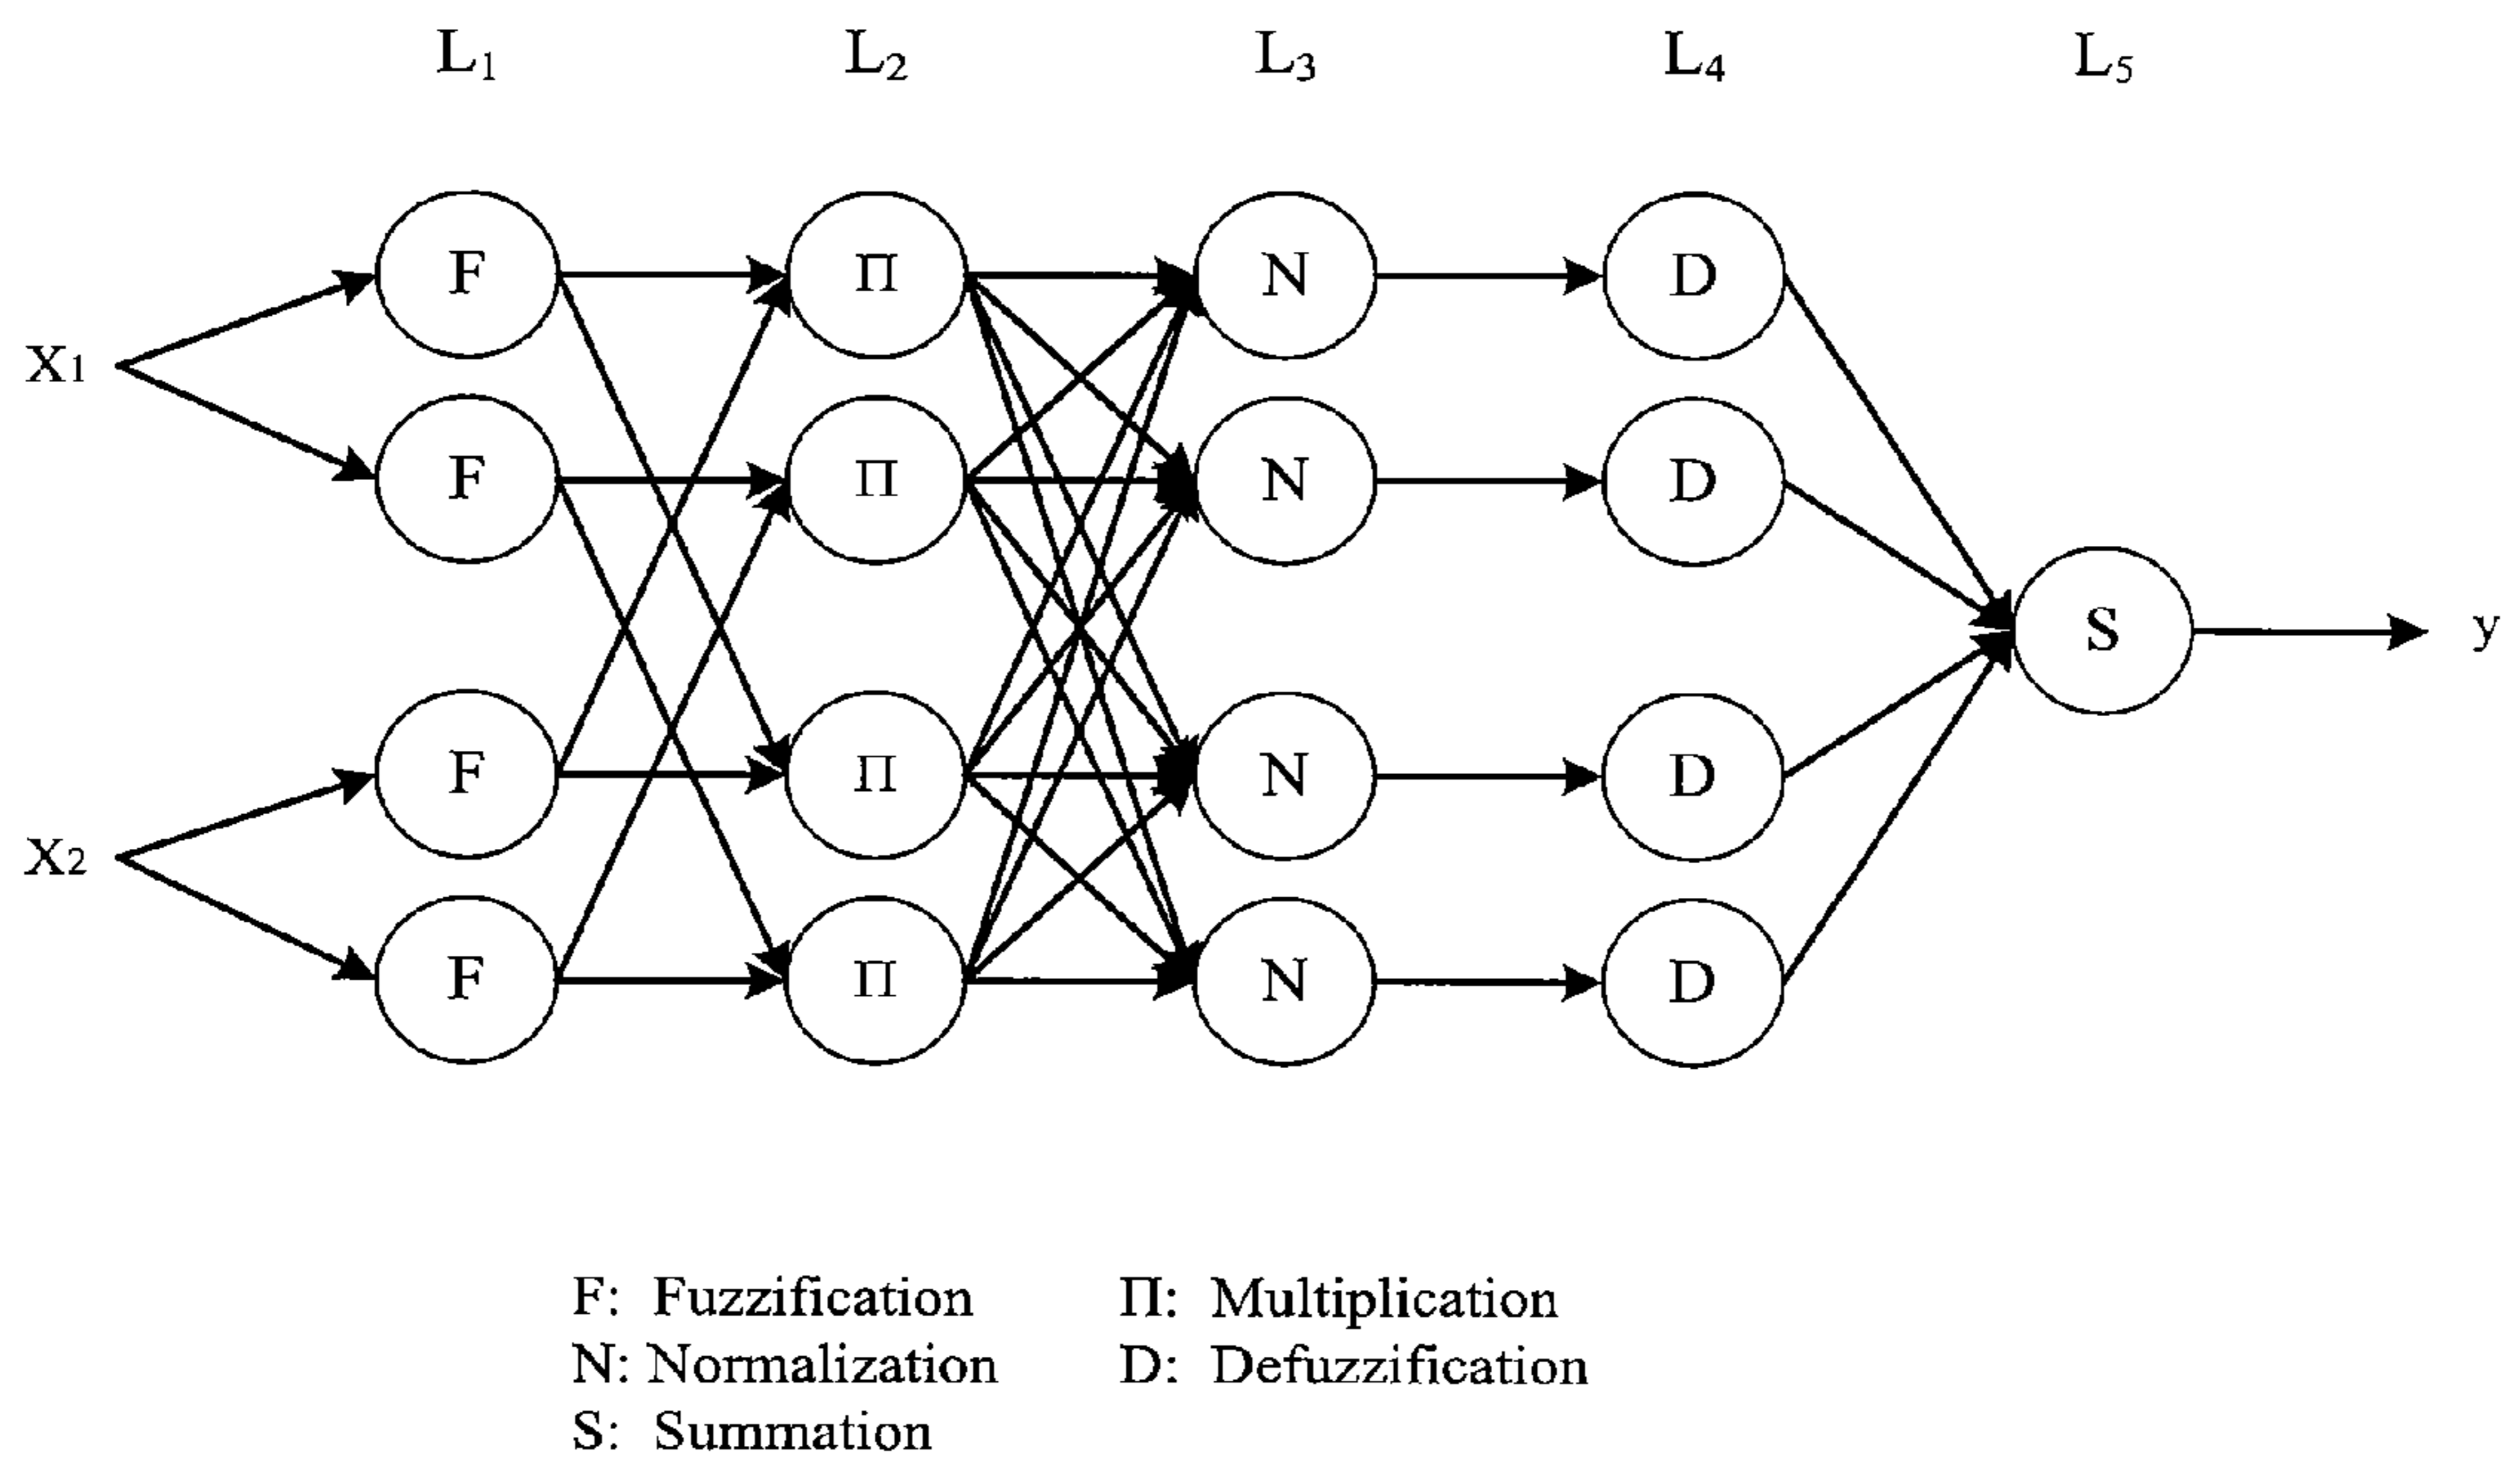 L1 L2 L3 L4 L5
F Π N D
X1
F Π N D
S y
F Π N D
X2
F Π N D
F: Fuzzification Π: Multiplication
N: Normalization D: Defuzzification
S: Summation